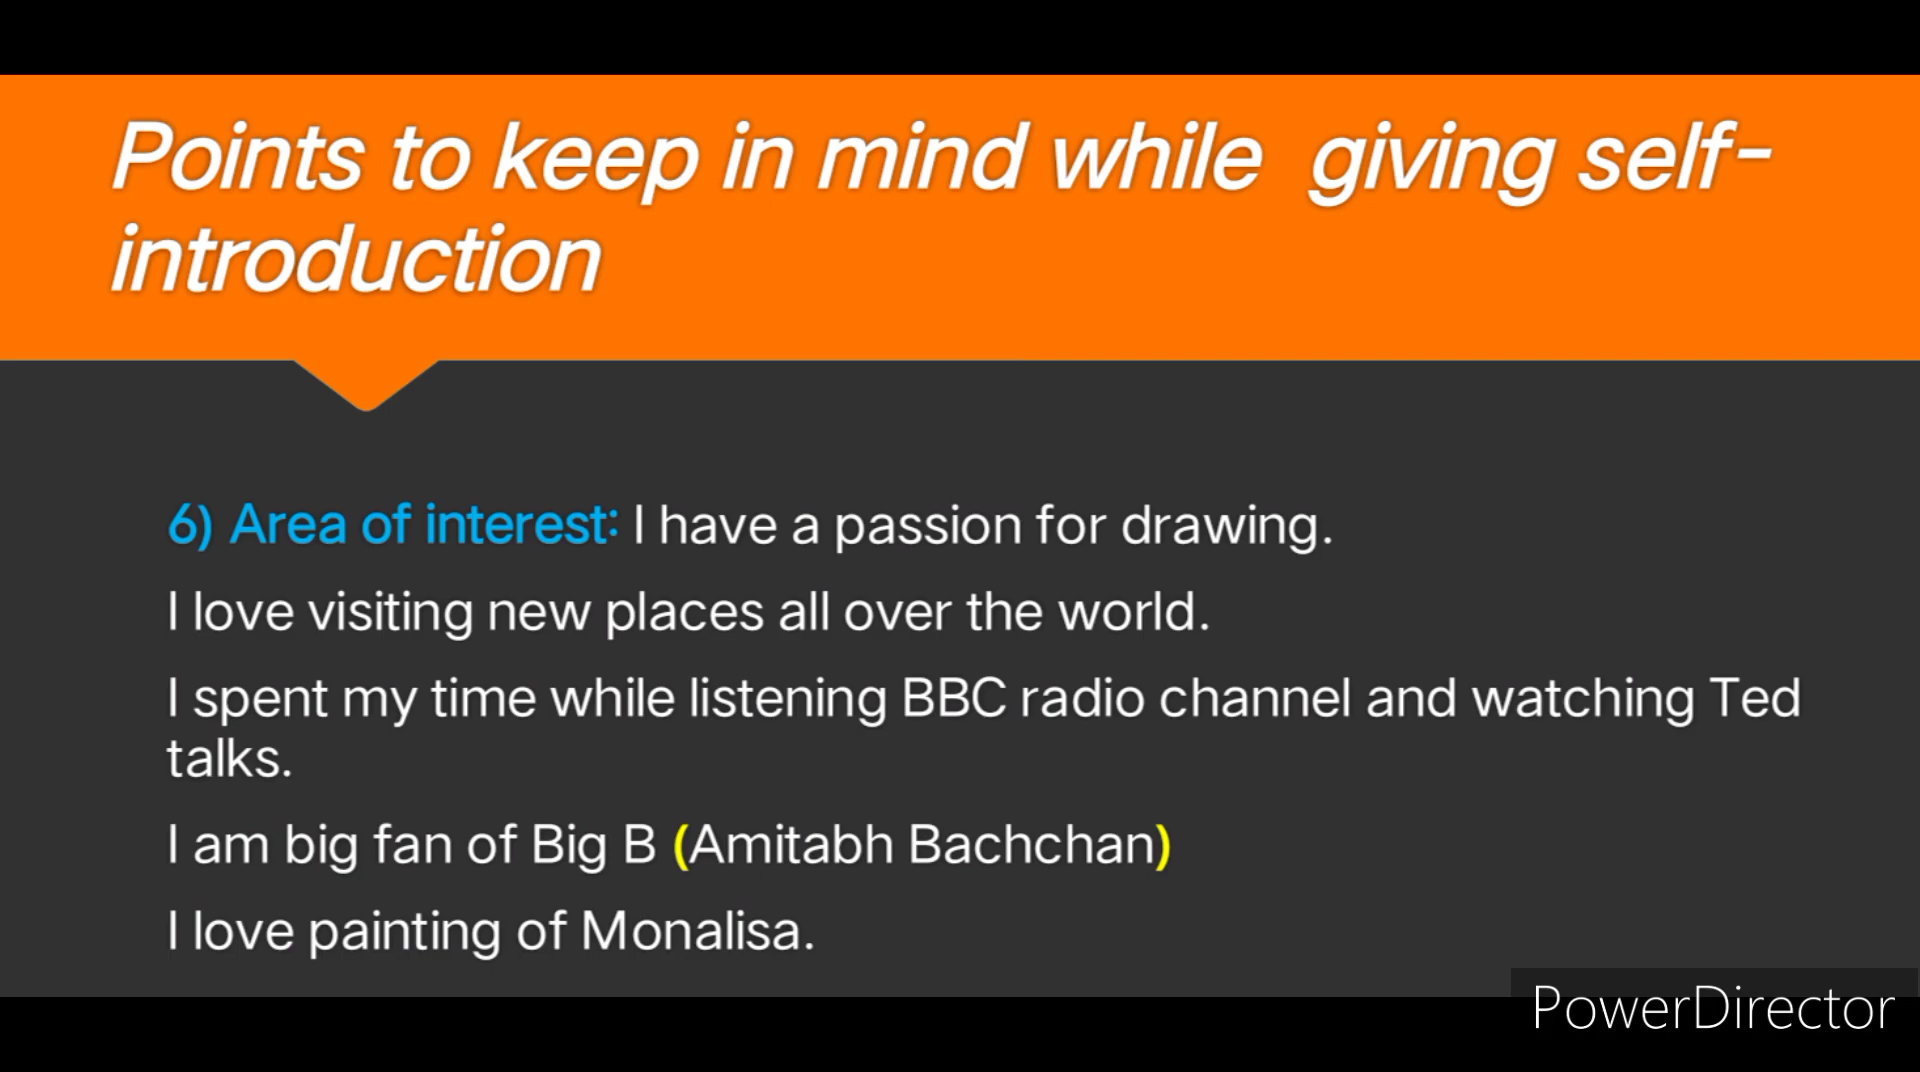 Points to keep in mind while giving self-
introduction
6) Area of interest: I have a passion for drawing.
I love visiting new places all over the world.
I spent my time while listening BBC radio channel and watching Ted
talks.
I am big fan of Big B (Amitabh Bachchan)
I love painting of Monalisa.
PowerDirector